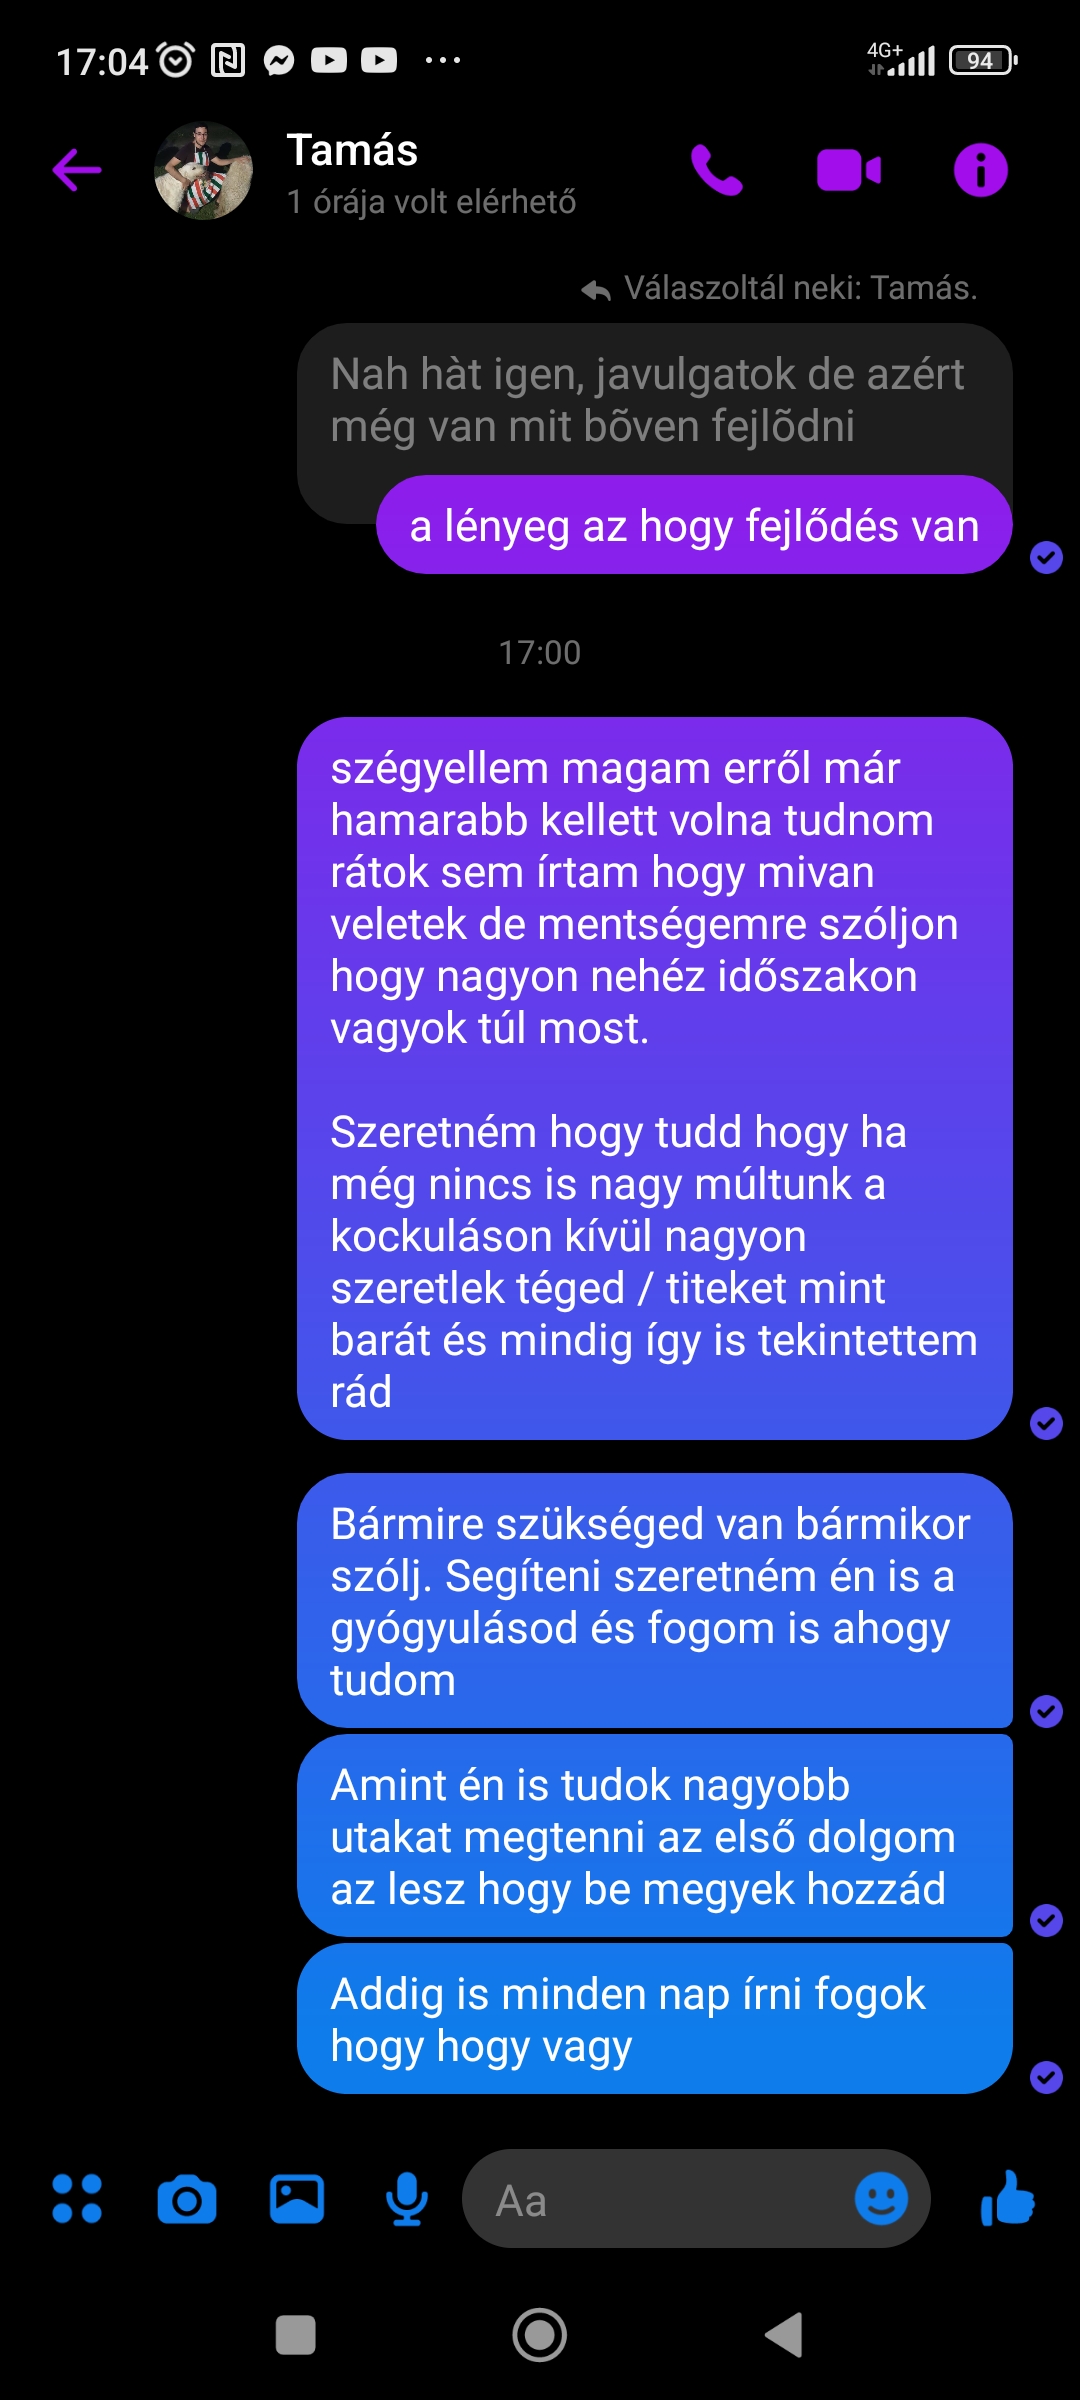 17:04
4G+
94
Tamás
1 órája volt elérhető
Válaszoltál neki: Tamás.
Nah hàt igen, javulgatok de azért
még van mit bõven fejlõdni
a lényeg az hogy fejlődés van
17:00
szégyellem magam erről már
hamarabb kellett volna tudnom
rátok sem írtam hogy mivan
veletek de mentségemre szóljon
hogy nagyon nehéz időszakon
vagyok túl most.
Szeretném hogy tudd hogy ha
még nincs is nagy múltunk a
kockuláson kívül nagyon
szeretlek téged / titeket mint
barát és mindig így is tekintettem
rád
Bármire szükséged van bármikor
szólj. Segíteni szeretném én is a
gyógyulásod és fogom is ahogy
tudom
Amint én is tudok nagyobb
utakat megtenni az első dolgom
az lesz hogy be megyek hozzád
Addig is minden nap írni fogok
hogy hogy vagy
Aa